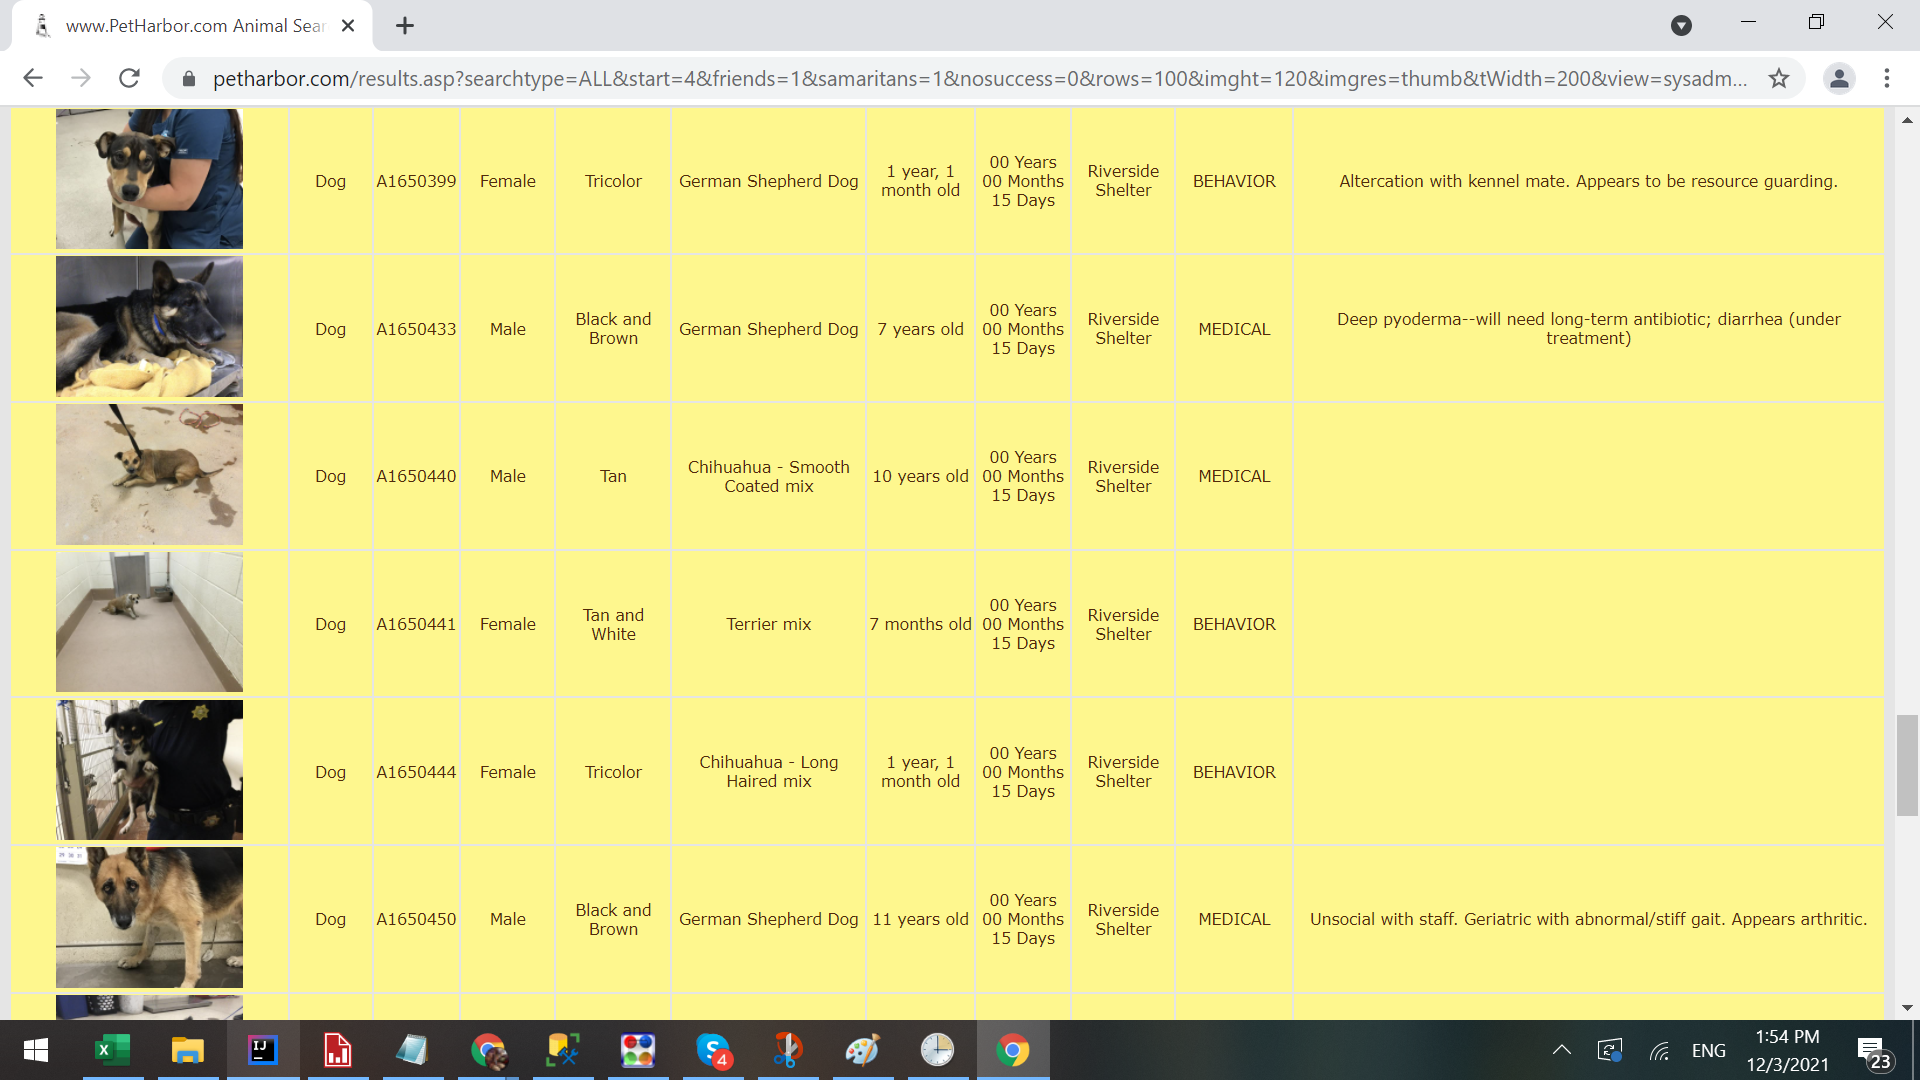 www.PetHarbor.com Animal Sear
petharbor.com/results.asp?searchtype=ALL&start=4&friends=1&samaritans=1&nosuccess=0&rows=100&imght=120&imgres=thumb&tWidth=200&view=sysadm...
Dog
A1650399
Female
Tricolor
German Shepherd Dog
1 year, 1
month old
00 Years
00 Months
15 Days
Riverside
Shelter
BEHAVIOR
Altercation with kennel mate. Appears to be resource guarding.
Dog
A1650433
Male
Black and
Brown
German Shepherd Dog
7 years old
00 Years
00 Months
15 Days
Riverside
Shelter
MEDICAL
Deep pyoderma--will need long-term antibiotic; diarrhea (under
treatment)
Dog
A1650440
Male
Tan
Chihuahua - Smooth
Coated mix
10 years old
00 Years
00 Months
15 Days
Riverside
Shelter
MEDICAL
Dog
A1650441
Female
Tan and
White
Terrier mix
7 months old
00 Years
00 Months
15 Days
Riverside
Shelter
BEHAVIOR
Dog
A1650444
Female
Tricolor
Chihuahua - Long
Haired mix
1 year, 1
month old
00 Years
00 Months
15 Days
Riverside
Shelter
BEHAVIOR
Dog
A1650450
Male
Black and
Brown
German Shepherd Dog
11 years old
00 Years
00 Months
15 Days
Riverside
Shelter
MEDICAL
Unsocial with staff. Geriatric with abnormal/stiff gait. Appears arthritic.
X
IJ
S
4
ENG
1:54 PM
12/3/2021
23